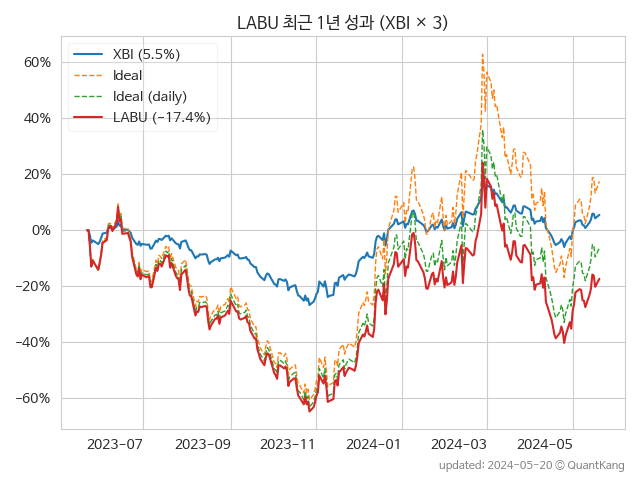 LABU 최근 1년 성과 (XBI × 3)
XBI (5.5%)
Ideal
Ideal (daily)
LABU (−17.4%)
60%
40%
20%
0%
−20%
−40%
−60%
2023−07 2023−09 2023−11 2024−01 2024−03 2024−05
updated: 2024-05-20 © QuantKang